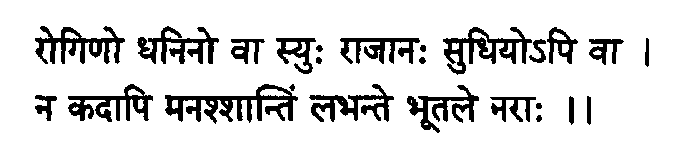 रोगिणो धनिनो वा स्युः राजानः सुधियोऽपि वा ।
न कदापि मनश्शान्तिं लभन्ते भूतले नराः ।।